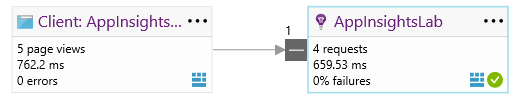 Client: AppInsights...
5 page views
762.2 ms
0 errors
1
AppInsightsLab
4 requests
659.53 ms
0% failures